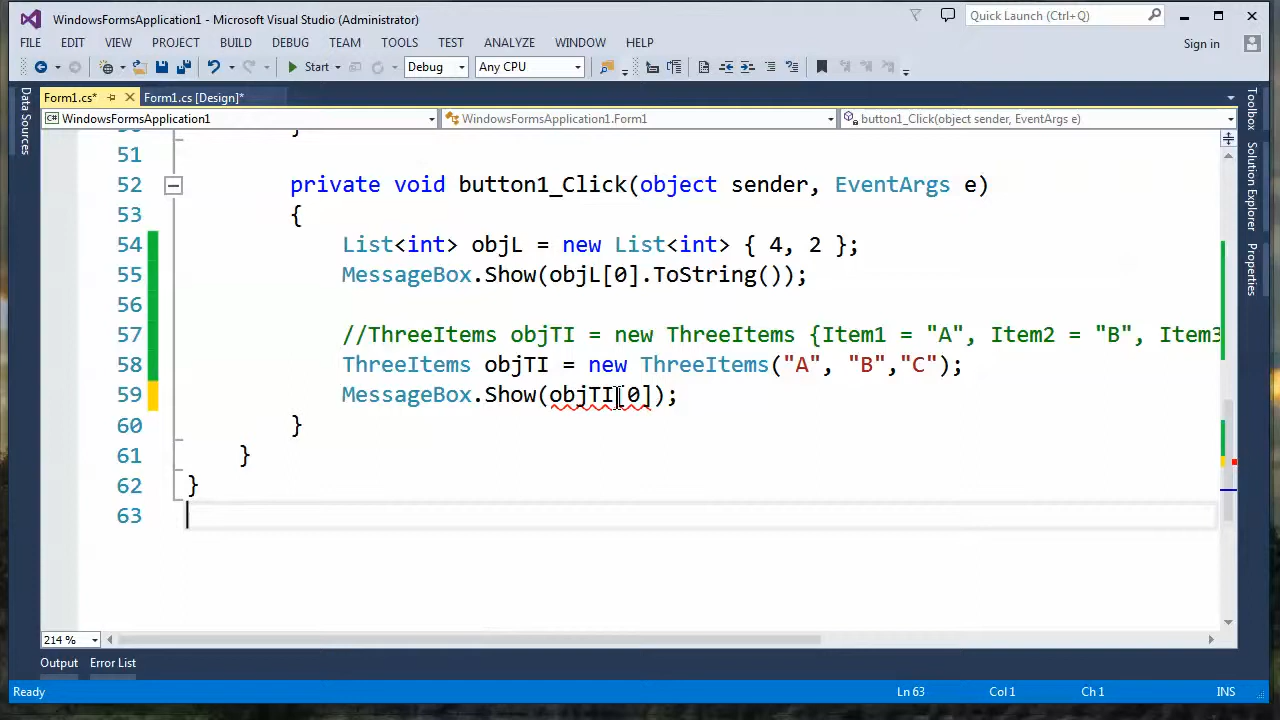 WindowsFormsApplication1 - Microsoft Visual Studio (Administrator)
Quick Launch (Ctrl+Q)
FILE EDIT VIEW PROJECT BUILD DEBUG TEAM TOOLS TEST ANALYZE WINDOW HELP
Sign in
Start Debug Any CPU
Data Sources
Form1.cs* Form1.cs [Design]*
WindowsFormsApplication1 WindowsFormsApplication1.Form1 button1_Click(object sender, EventArgs e)
Toolbox
Solution Explorer
Properties
51
52 private void button1_Click(object sender, EventArgs e)
53 {
54 List<int> objL = new List<int> { 4, 2 };
55 MessageBox.Show(objL[0].ToString());
56
57 //ThreeItems objTI = new ThreeItems {Item1 = "A", Item2 = "B", Item3
58 ThreeItems objTI = new ThreeItems("A", "B","C");
59 MessageBox.Show(objTI[0]);
60 }
61 }
62 }
63
214 %
Output Error List
Ready Ln 63 Col 1 Ch 1 INS